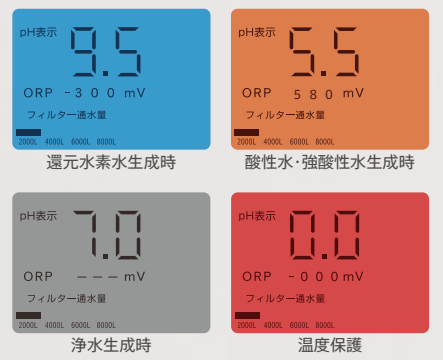 pH表示 9.5
ORP -300 mV
フィルター通水量
2000L 4000L 6000L 8000L
還元水素水生成時
pH表示 5.5
ORP 580 mV
フィルター通水量
2000L 4000L 6000L 8000L
酸性水・強酸性水生成時
pH表示 7.0
ORP ---mV
フィルター通水量
2000L 4000L 6000L 8000L
浄水生成時
pH表示 0.0
ORP -000mV
フィルター通水量
2000L 4000L 6000L 8000L
温度保護